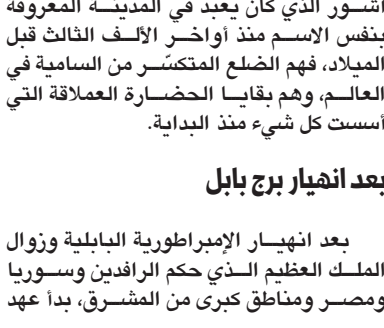 آشور الذي كان يُعبد في المدينة المعروفة
بنفس الاسم منذ أواخر الألف الثالث قبل
الميلاد، فهم الضلع المتكسّر من السامية في
العالم، وهم بقايا الحضارة العملاقة التي
أسست كل شيء منذ البداية.
بعد انهيار برج بابل
بعد انهيار الإمبراطورية البابلية وزوال
الملك العظيم الذي حكم الرافدين وسوريا
ومصر ومناطق كبرى من المشرق، بدأ عهد